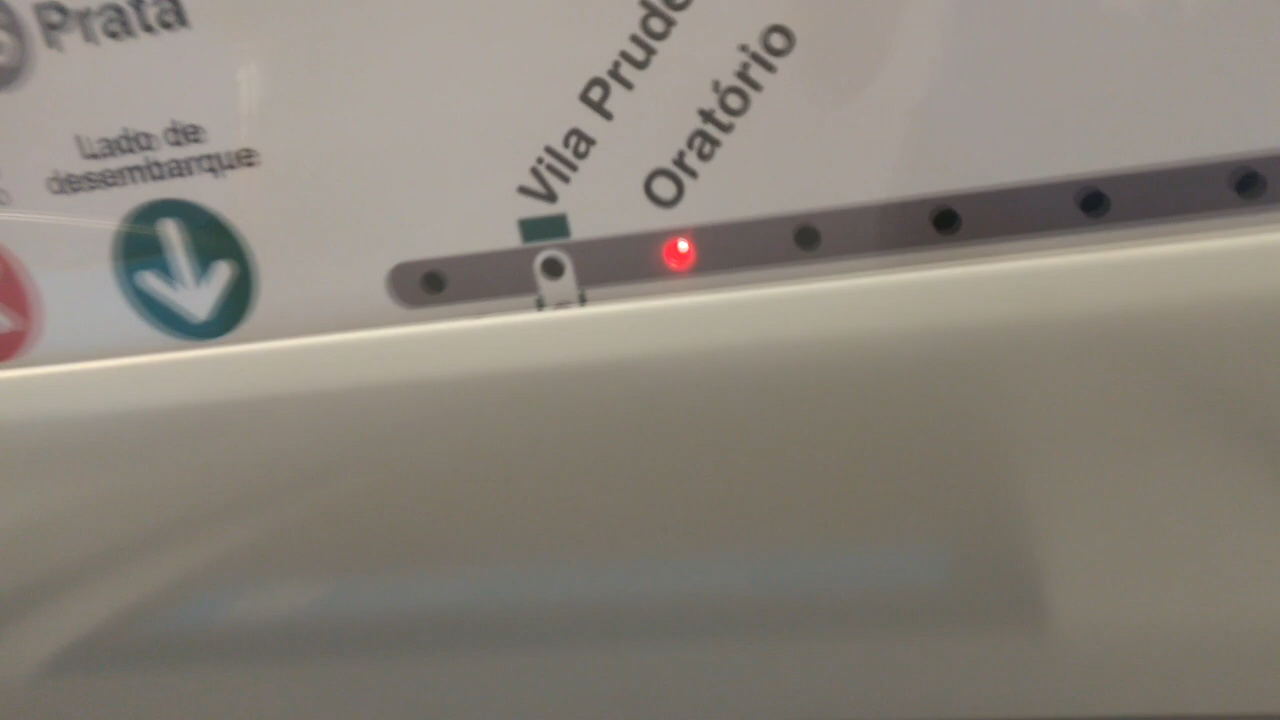 Prata
Lado de
desembarque
Vila Prude
Oratório